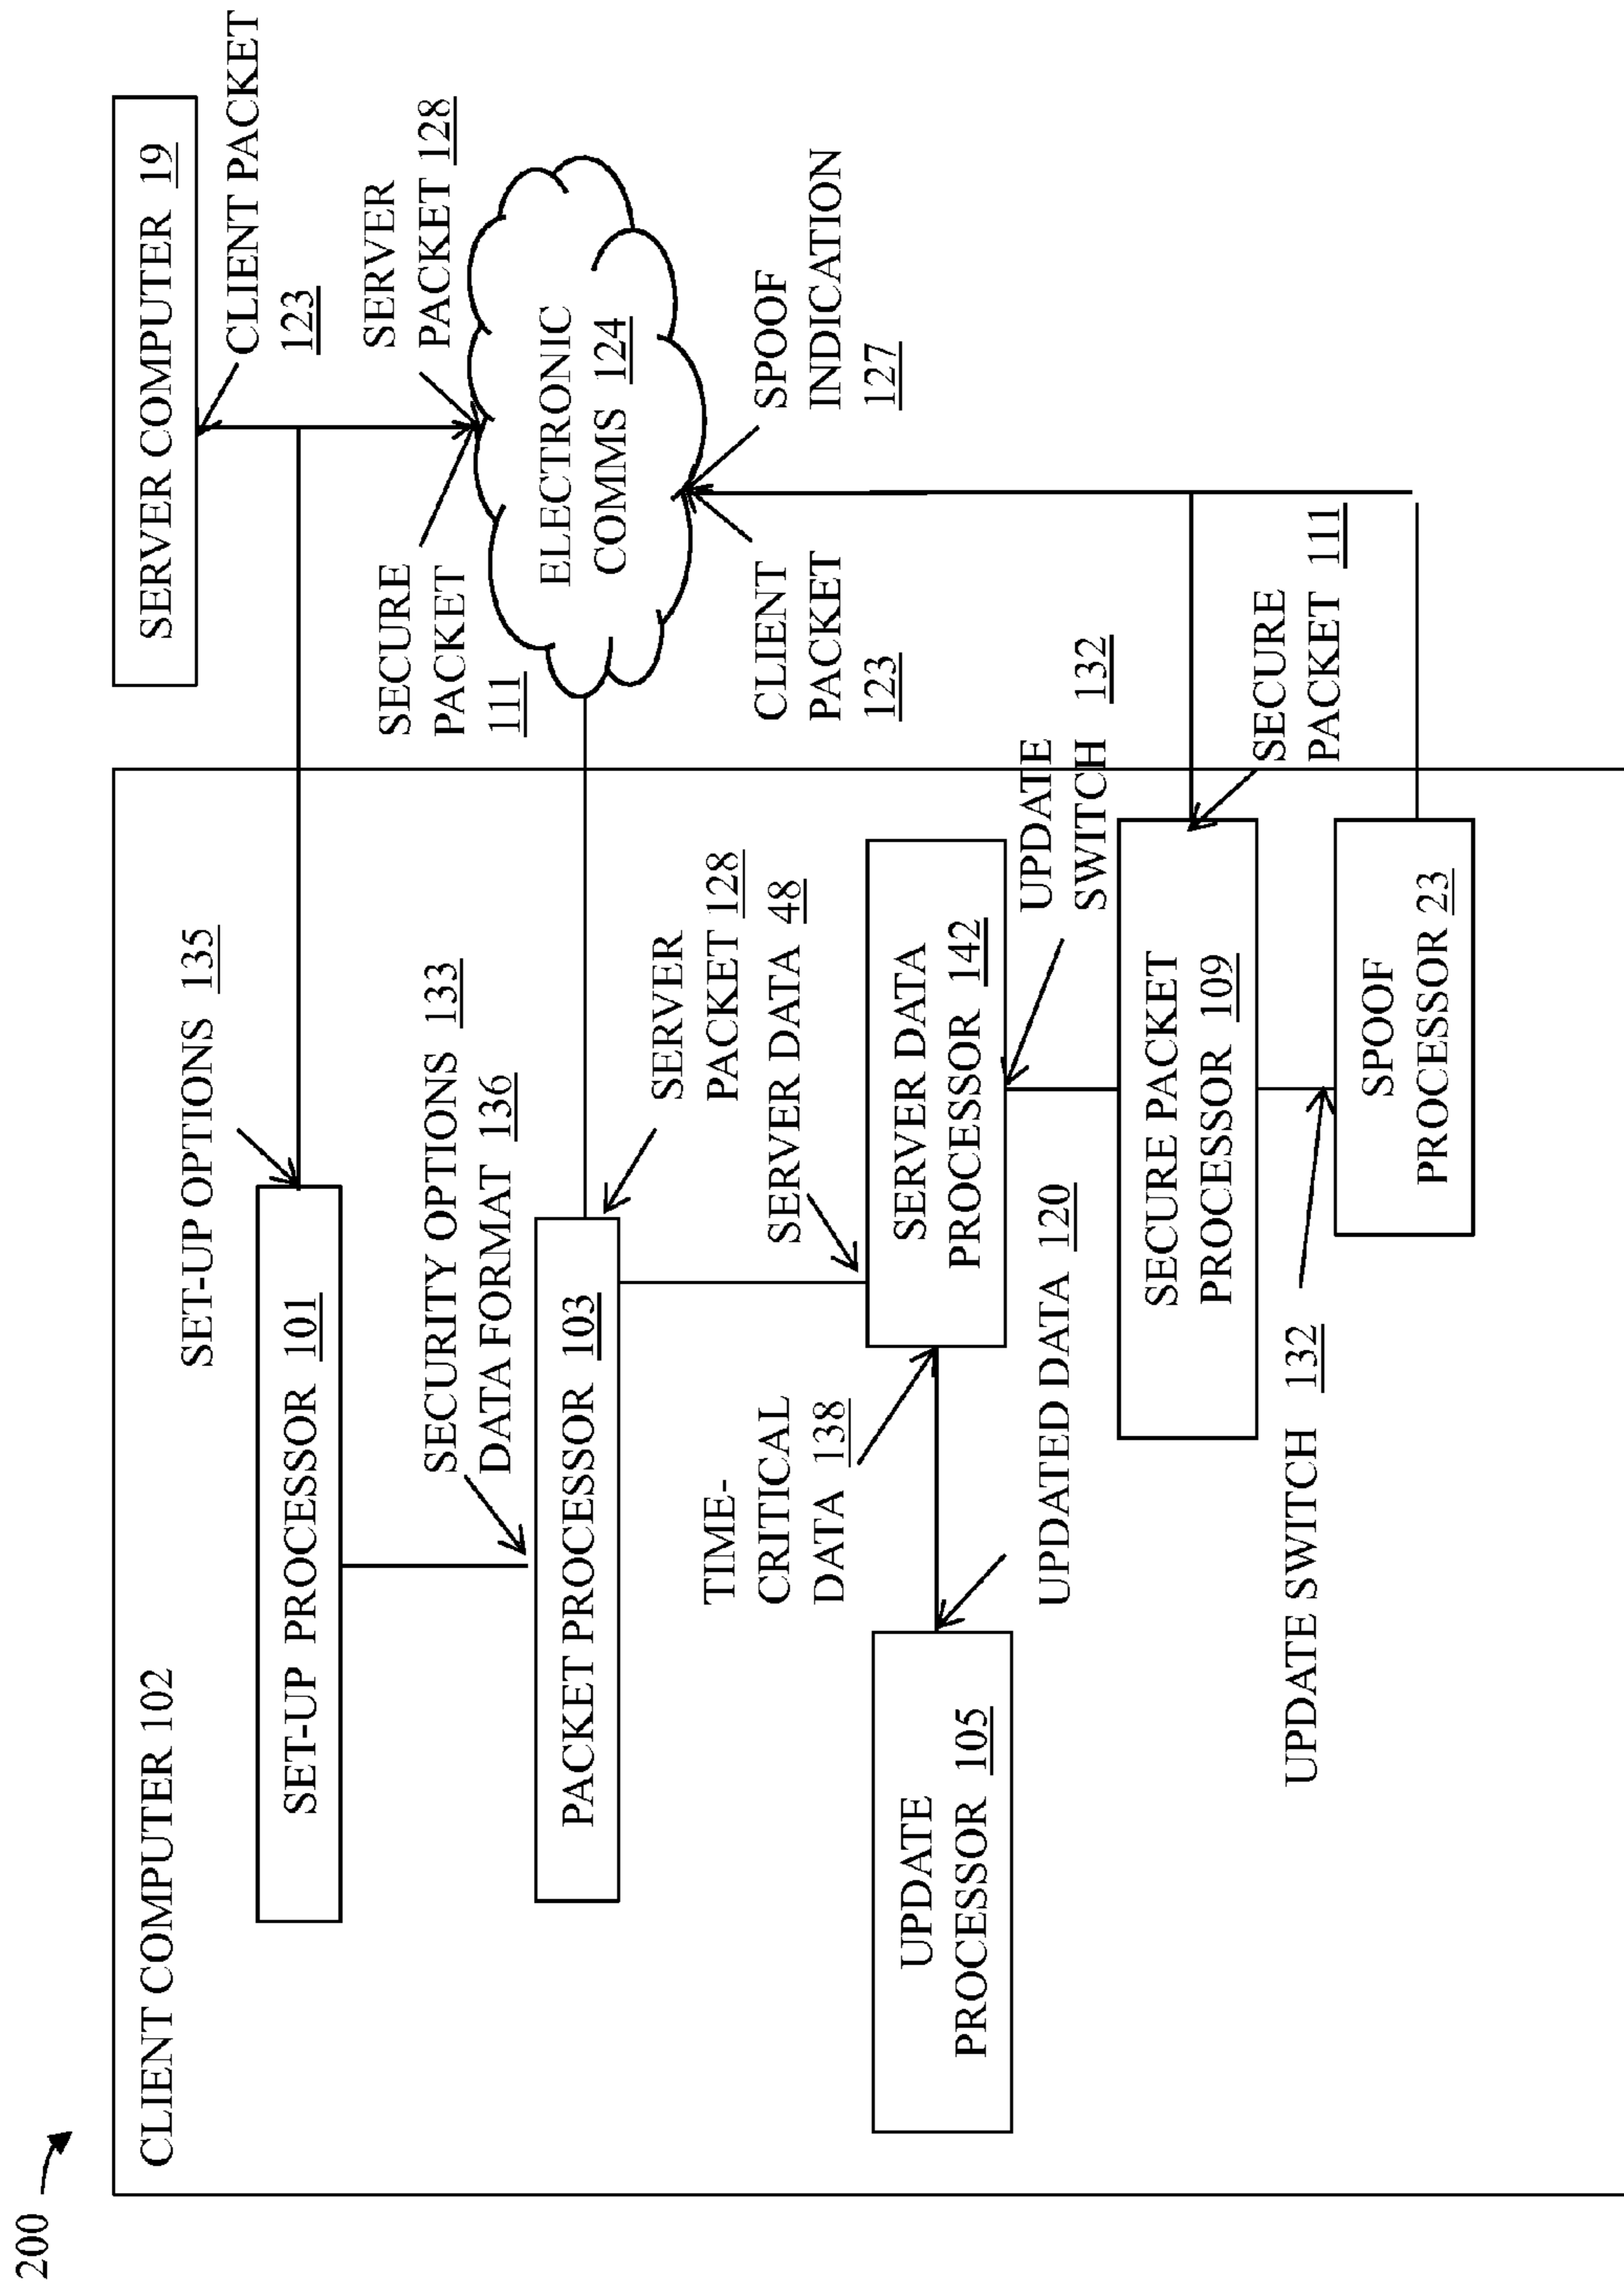 200
CLIENT COMPUTER 102
SERVER COMPUTER 19
SET-UP OPTIONS 135
CLIENT PACKET
123
SET-UP PROCESSOR 101
SERVER
PACKET 128
SECURE
PACKET
111
SECURITY OPTIONS 133
DATA FORMAT 136
PACKET PROCESSOR 103
ELECTRONIC
COMMS 124
SERVER
PACKET 128
SERVER DATA 48
TIME-
CRITICAL
DATA 138
CLIENT
PACKET
123
SPOOF
INDICATION
127
UPDATE
PROCESSOR 105
SERVER DATA
PROCESSOR 142
UPDATED DATA 120
UPDATE
SWITCH 132
SECURE PACKET
PROCESSOR 109
SECURE
PACKET 111
UPDATE SWITCH 132
SPOOF
PROCESSOR 23